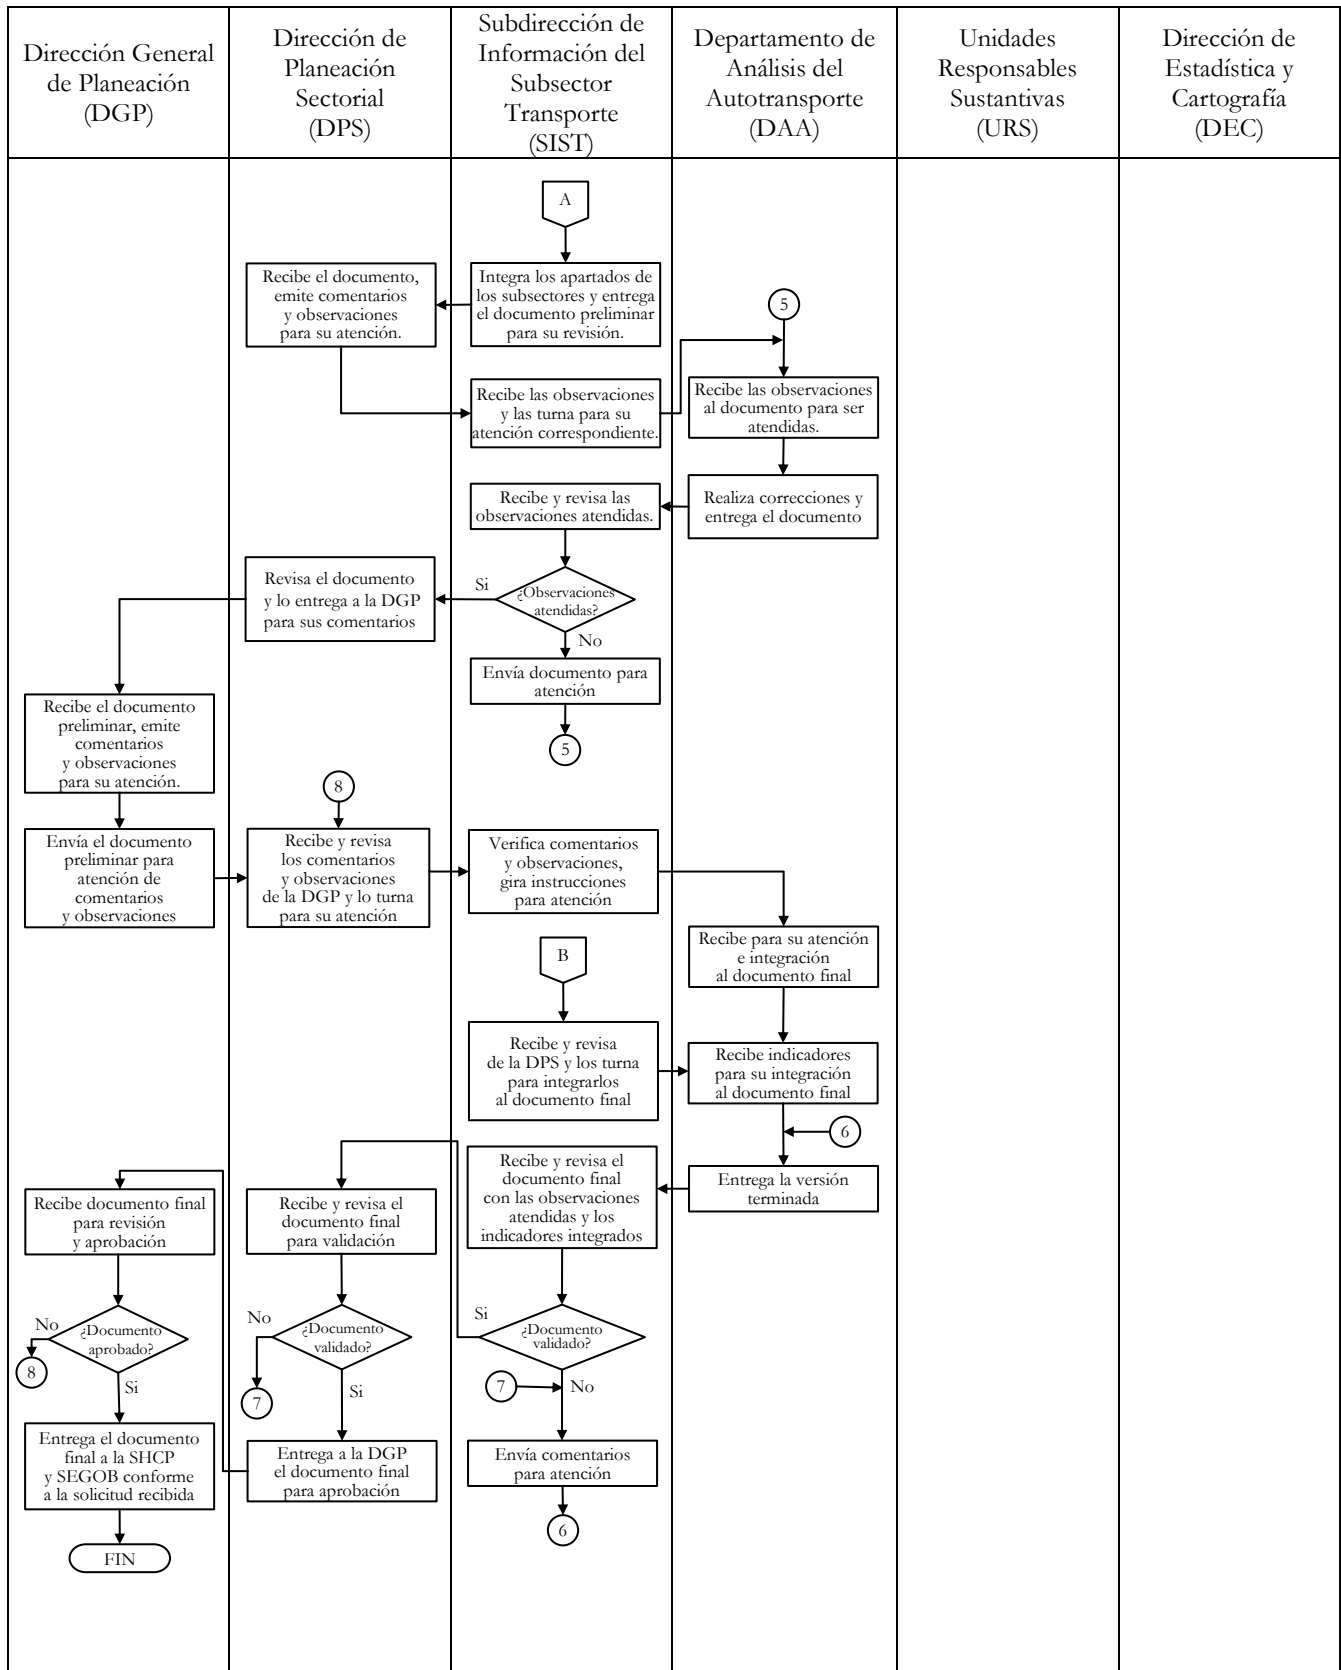 Dirección General
de Planeación
(DGP)
Dirección de
Planeación
Sectorial
(DPS)
Subdirección de
Información del
Subsector
Transporte
(SIST)
Departamento de
Análisis del
Autotransporte
(DAA)
Unidades
Responsables
Sustantivas
(URS)
Dirección de
Estadística y
Cartografía
(DEC)
A
Recibe el documento,
emite comentarios
y observaciones
para su atención.
Integra los apartados de
los subsectores y entrega
el documento preliminar
para su revisión.
5
Recibe las observaciones
y las turna para su
atención correspondiente.
Recibe las observaciones
al documento para ser
atendidas.
Recibe y revisa las
observaciones atendidas.
Realiza correcciones y
entrega el documento
Revisa el documento
y lo entrega a la DGP
para sus comentarios
Si
¿Observaciones
atendidas?
No
Envía documento para
atención
5
Recibe el documento
preliminar, emite
comentarios
y observaciones
para su atención.
8
Envía el documento
preliminar para
atención de
comentarios
y observaciones
Recibe y revisa
los comentarios
y observaciones
de la DGP y lo turna
para su atención
Verifica comentarios
y observaciones,
gira instrucciones
para atención
Recibe para su atención
e integración
al documento final
B
Recibe y revisa
de la DPS y los turna
para integrarlos
al documento final
Recibe indicadores
para su integración
al documento final
6
Entrega la versión
terminada
Recibe y revisa el
documento final
con las observaciones
atendidas y los
indicadores integrados
Recibe y revisa el
documento final
para validación
Recibe documento final
para revisión
y aprobación
No
¿Documento
aprobado?
8
Si
No
¿Documento
validado?
7
Si
Si
¿Documento
validado?
7
No
Entrega el documento
final a la SHCP
y SEGOB conforme
a la solicitud recibida
Entrega a la DGP
el documento final
para aprobación
Envía comentarios
para atención
6
FIN